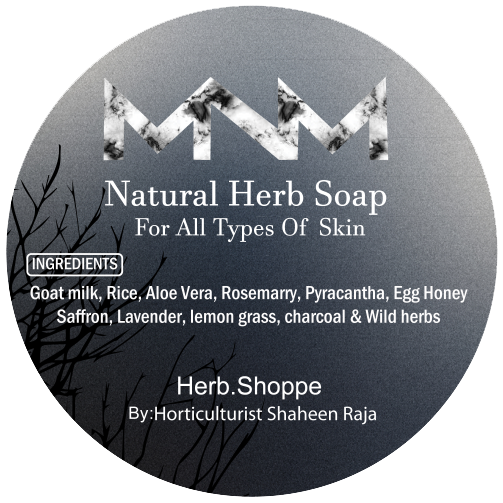 MNM
Natural Herb Soap
For All Types Of Skin
INGREDIENTS
Goat milk, Rice, Aloe Vera, Rosemarry, Pyracantha, Egg Honey
Saffron, Lavender, lemon grass, charcoal & Wild herbs
Herb.Shoppe
By:Horticulturist Shaheen Raja